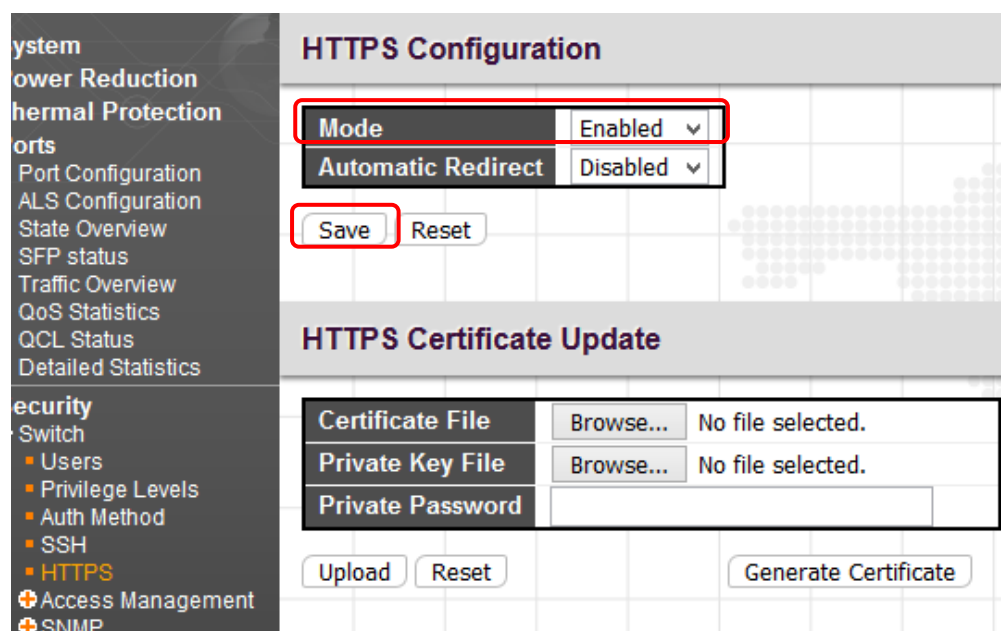 ystem
ower Reduction
hermal Protection
orts
Port Configuration
ALS Configuration
State Overview
SFP status
Traffic Overview
QoS Statistics
QCL Status
Detailed Statistics
ecurity
Switch
Users
Privilege Levels
Auth Method
SSH
HTTPS
Access Management
SNMP
HTTPS Configuration
Mode Enabled
Automatic Redirect Disabled
Save Reset
HTTPS Certificate Update
Certificate File Browse... No file selected.
Private Key File Browse... No file selected.
Private Password
Upload Reset Generate Certificate